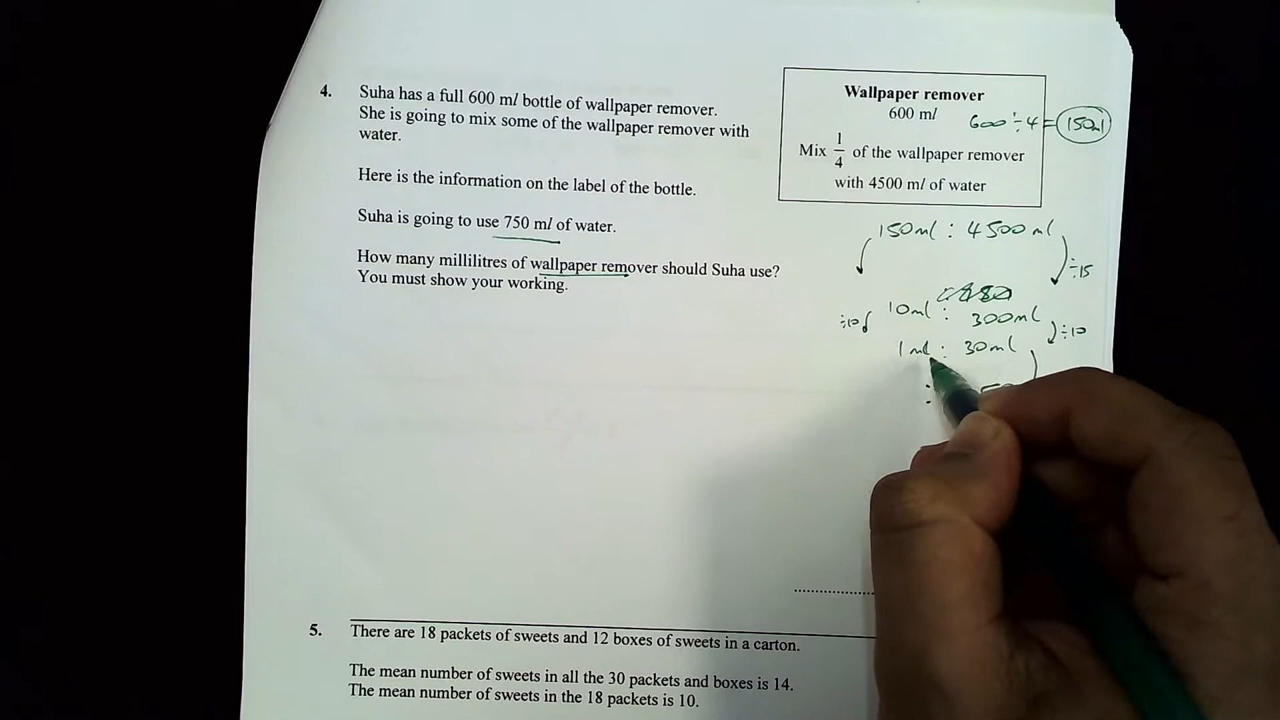 4. Suha has a full 600 ml bottle of wallpaper remover.
She is going to mix some of the wallpaper remover with
water.
Here is the information on the label of the bottle.
Suha is going to use 750 ml of water.
How many millilitres of wallpaper remover should Suha use?
You must show your working.
Wallpaper remover
600 ml
600 ÷ 4 = 150ml
Mix 1/4 of the wallpaper remover
with 4500 ml of water
150ml : 4500ml
÷15
10ml : 300ml
÷10 ÷10
1ml : 30ml
:
5. There are 18 packets of sweets and 12 boxes of sweets in a carton.
The mean number of sweets in all the 30 packets and boxes is 14.
The mean number of sweets in the 18 packets is 10.